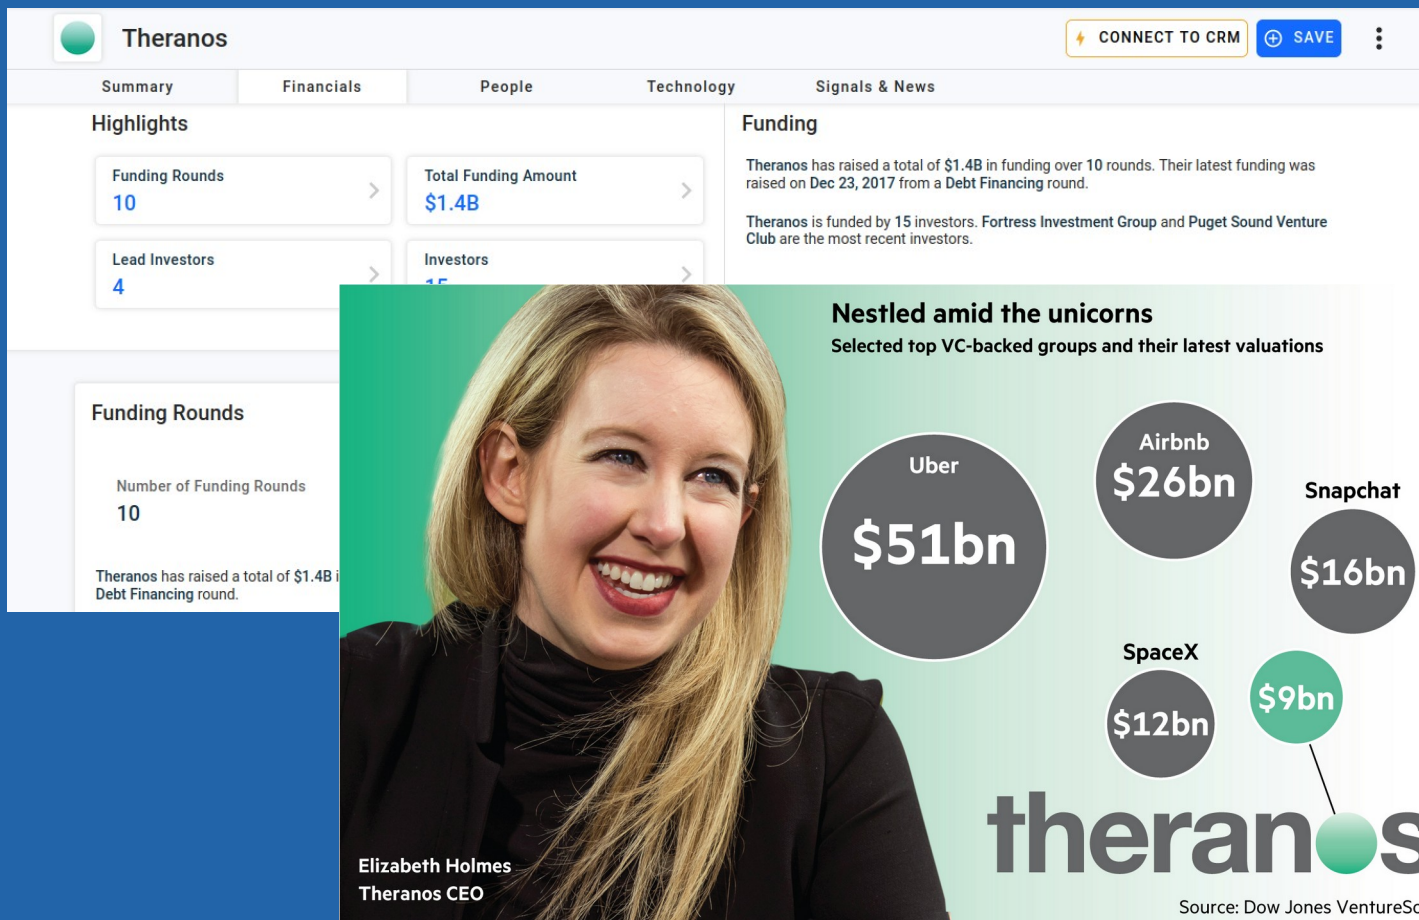 Theranos
CONNECT TO CRM
SAVE
Summary
Financials
People
Technology
Signals & News
Highlights
Funding Rounds
10
Total Funding Amount
$1.4B
Lead Investors
4
Investors
Funding
Theranos has raised a total of $1.4B in funding over 10 rounds. Their latest funding was
raised on Dec 23, 2017 from a Debt Financing round.
Theranos is funded by 15 investors. Fortress Investment Group and Puget Sound Venture
Club are the most recent investors.
Funding Rounds
Number of Funding Rounds
10
Theranos has raised a total of $1.4B
Debt Financing round.
Nestled amid the unicorns
Selected top VC-backed groups and their latest valuations
Uber
$51bn
Airbnb
$26bn
Snapchat
$16bn
SpaceX
$12bn
$9bn
theranos
Elizabeth Holmes
Theranos CEO
Source: Dow Jones